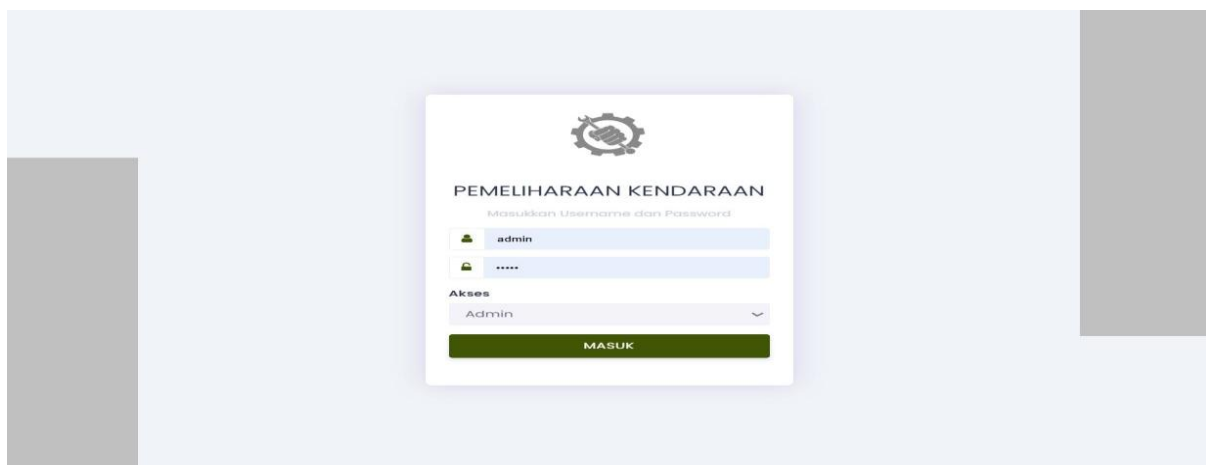 PEMELIHARAAN KENDARAAN
Masukkan Username dan Password
admin
•••••
Akses
Admin
MASUK